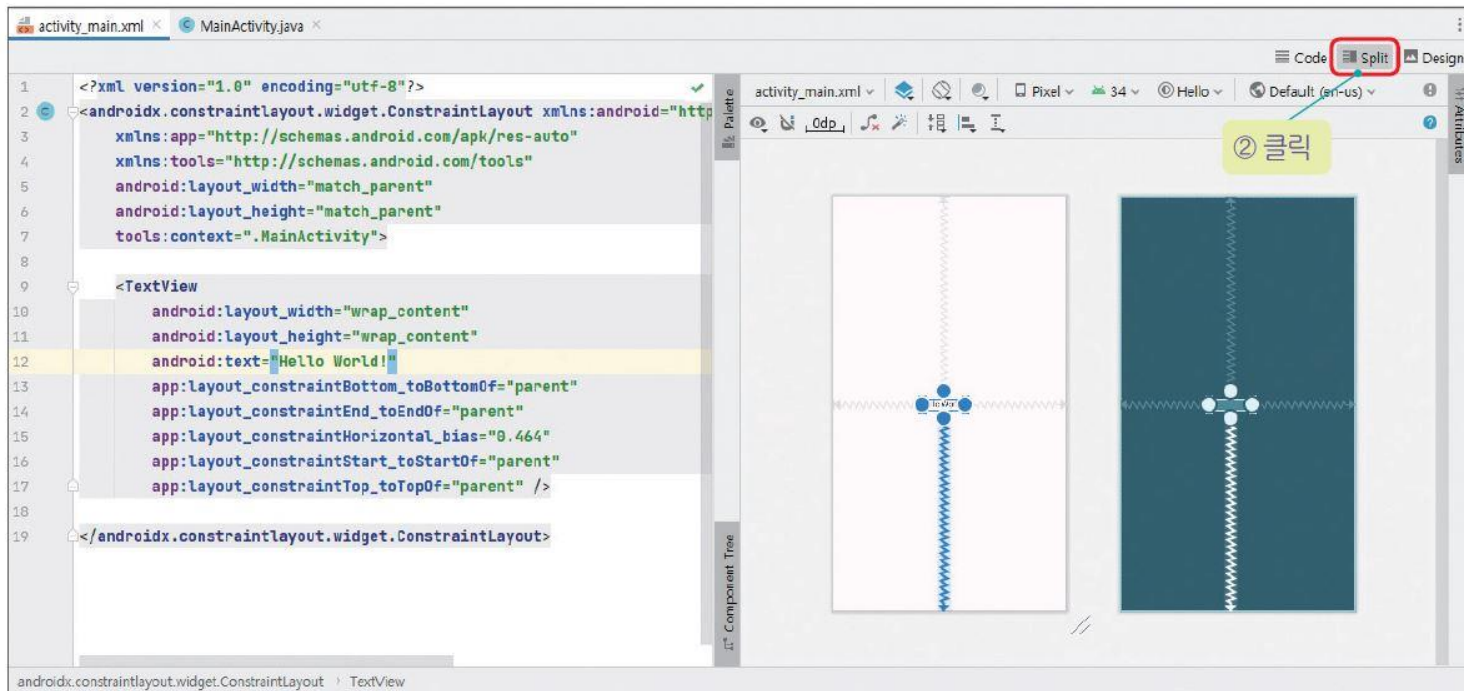 activity_main.xml
MainActivity.java
Code Split Design
1 <?xml version="1.0" encoding="utf-8"?>
2 <androidx.constraintlayout.widget.ConstraintLayout xmlns:android="http
3 xmlns:app="http://schemas.android.com/apk/res-auto"
4 xmlns:tools="http://schemas.android.com/tools"
5 android:layout_width="match_parent"
6 android:layout_height="match_parent"
7 tools:context=".MainActivity">
8
9 <TextView
10 android:layout_width="wrap_content"
11 android:layout_height="wrap_content"
12 android:text="Hello World!"
13 app:layout_constraintBottom_toBottomOf="parent"
14 app:layout_constraintEnd_toEndOf="parent"
15 app:layout_constraintHorizontal_bias="0.464"
16 app:layout_constraintStart_toStartOf="parent"
17 app:layout_constraintTop_toTopOf="parent" />
18
19 </androidx.constraintlayout.widget.ConstraintLayout>
Palette
Component Tree
activity_main.xml Pixel 34 Hello Default (en-us)
0dp
② 클릭
Attributes
androidx.constraintlayout.widget.ConstraintLayout › TextView